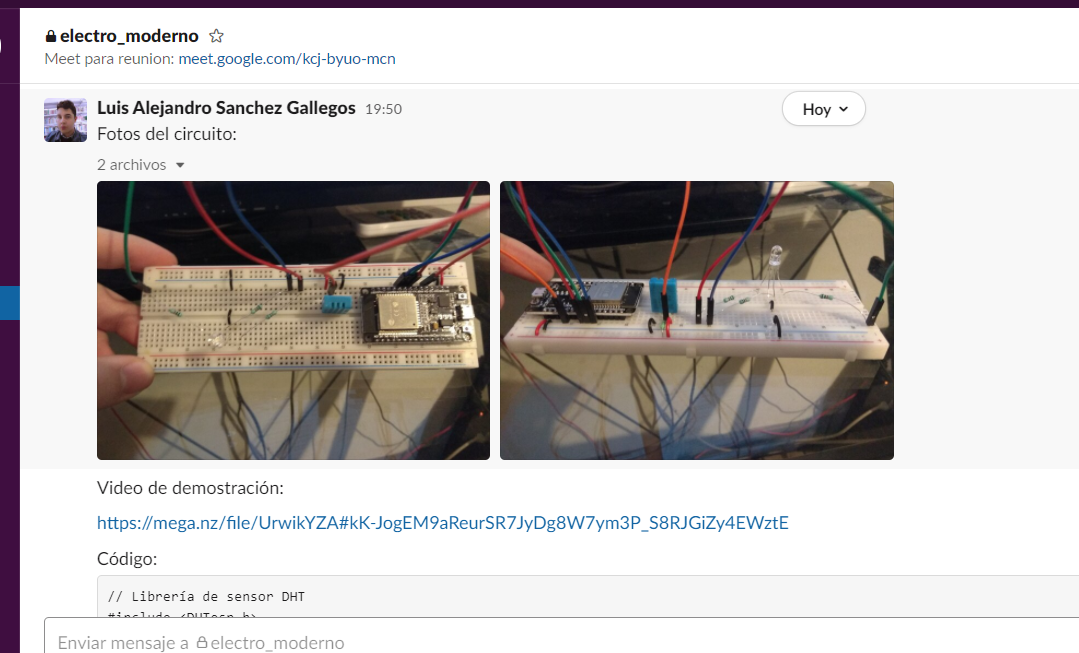 electro_moderno
Meet para reunion: meet.google.com/kcj-byuo-mcn
Luis Alejandro Sanchez Gallegos 19:50
Hoy
Fotos del circuito:
2 archivos
Video de demostración:
https://mega.nz/file/UrwikYZA#kK-JogEM9aReurSR7JyDg8W7ym3P_S8RJGiZy4EWztE
Código:
// Librería de sensor DHT
#include <DHTesp.h>
Enviar mensaje a electro_moderno